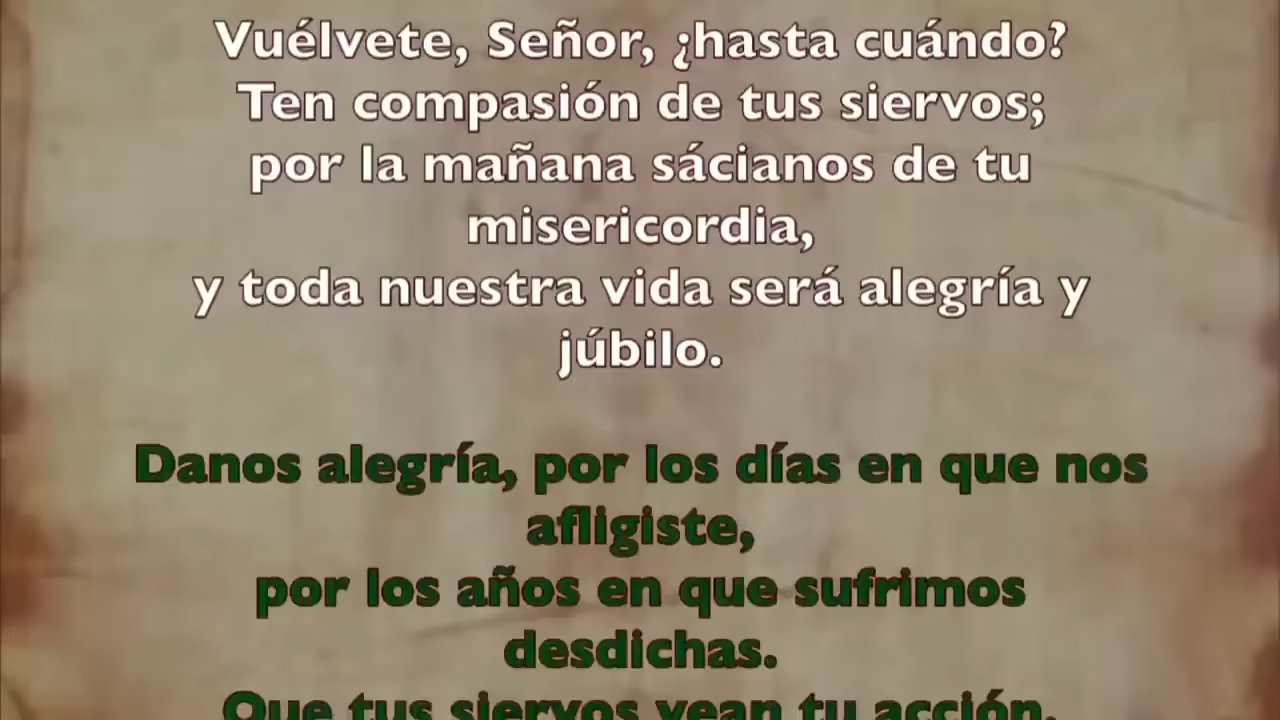 Vuélvete, Señor, ¿hasta cuándo?
Ten compasión de tus siervos;
por la mañana sácianos de tu
misericordia,
y toda nuestra vida será alegría y
júbilo.
Danos alegría, por los días en que nos
afligiste,
por los años en que sufrimos
desdichas.
Que tus siervos vean tu acción,